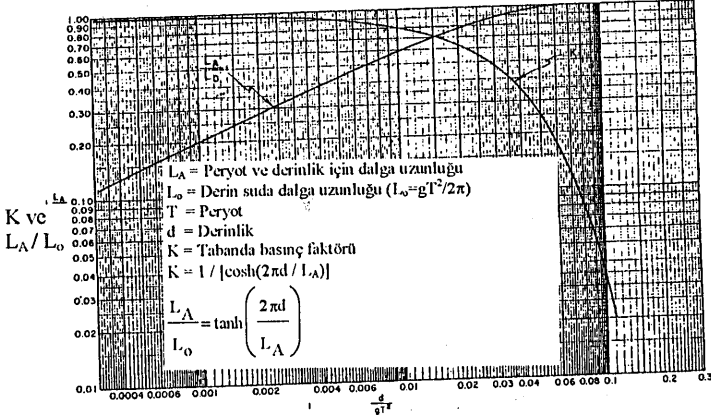 1.00
0.90
0.80
0.70
0.60
0.50
0.40
0.30
0.20
0.10
0.09
0.08
0.07
0.06
0.05
0.04
0.03
0.02
0.01
K ve
L_A / L_o
K
L_A = Peryot ve derinlik için dalga uzunluğu
L_o = Derin suda dalga uzunluğu (L_o=gT²/2π)
T = Peryot
d = Derinlik
K = Tabanda basınç faktörü
K = 1 / [cosh(2πd / L_A)]
L_A / L_o = tanh(2πd / L_A)
0.0004 0.0006 0.001 0.002 0.004 0.006 0.01 0.02 0.03 0.04 0.06 0.08 0.1 0.2 0.3
d / gT²